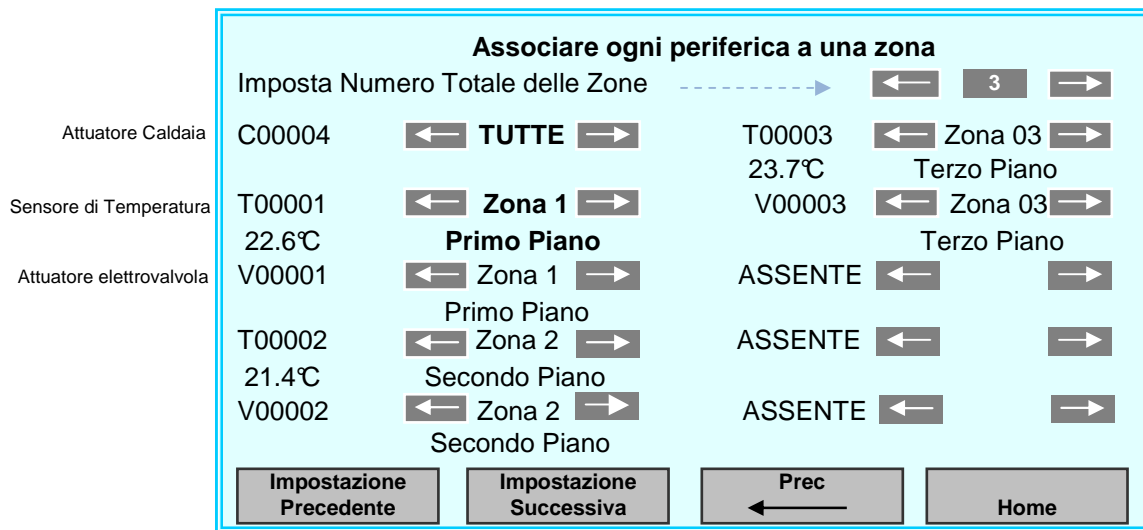 Associare ogni periferica a una zona
Imposta Numero Totale delle Zone 3
Attuatore Caldaia C00004 TUTTE T00003 Zona 03
23.7°C Terzo Piano
Sensore di Temperatura T00001 Zona 1 V00003 Zona 03
22.6°C Primo Piano Terzo Piano
Attuatore elettrovalvola V00001 Zona 1 ASSENTE
Primo Piano
T00002 Zona 2 ASSENTE
21.4°C Secondo Piano
V00002 Zona 2 ASSENTE
Secondo Piano
Impostazione Impostazione Prec
Precedente Successiva Home